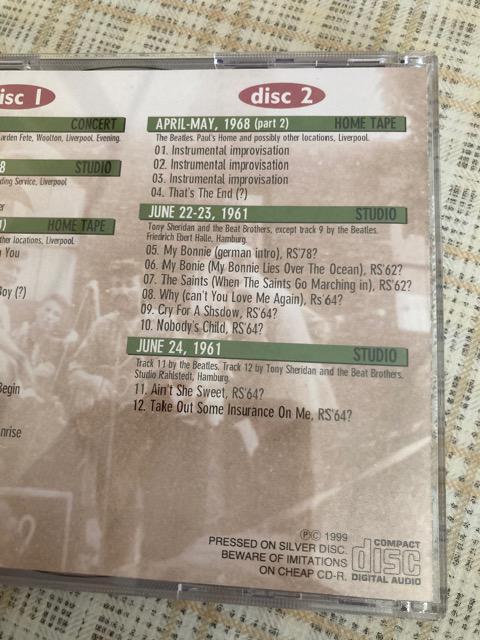 isc 1
CONCERT
arden Fete, Woolton, Liverpool. Evening.
8 STUDIO
ding Service, Liverpool
er
1) HOME TAPE
ther locations, Liverpool.
n You
Boy (?)
Begin
nrise
disc 2
APRIL-MAY, 1968 (part 2) HOME TAPE
The Beatles. Paul's Home and possibly other locations, Liverpool.
01. Instrumental improvisation
02. Instrumental improvisation
03. Instrumental improvisation
04. That's The End (?)
JUNE 22-23, 1961 STUDIO
Tony Sheridan and the Beat Brothers, except track 9 by the Beatles.
Friedrich Ebert Halle, Hamburg.
05. My Bonnie (german intro), RS'78?
06. My Bonie (My Bonnie Lies Over The Ocean), RS'62?
07. The Saints (When The Saints Go Marching in), RS'62?
08. Why (can't You Love Me Again), RS'64?
09. Cry For A Shsdow, RS'64?
10. Nobody's Child, RS'64?
JUNE 24, 1961 STUDIO
Track 11 by the Beatles. Track 12 by Tony Sheridan and the Beat Brothers.
Studio Rahlstedt, Hamburg.
11. Ain't She Sweet, RS'64?
12. Take Out Some Insurance On Me, RS'64?
℗© 1999
PRESSED ON SILVER DISC.
BEWARE OF IMITATIONS
ON CHEAP CD-R.
COMPACT
disc
DIGITAL AUDIO